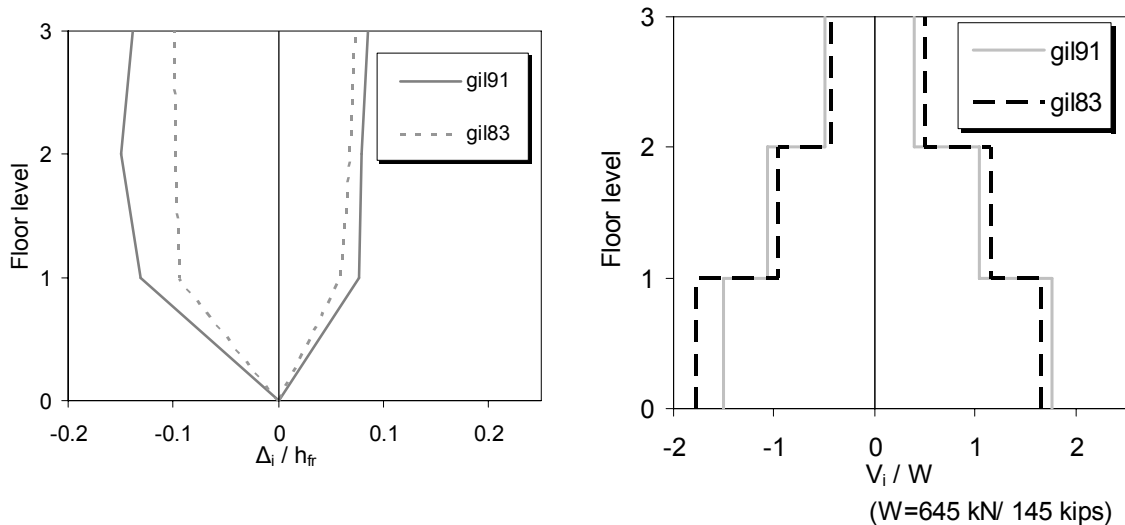 3
2
1
0
Floor level
-0.2
-0.1
0
0.1
0.2
Δi / hfr
gil91
gil83
3
2
1
0
Floor level
-2
-1
0
1
2
Vi / W
(W=645 kN/ 145 kips)
gil91
gil83